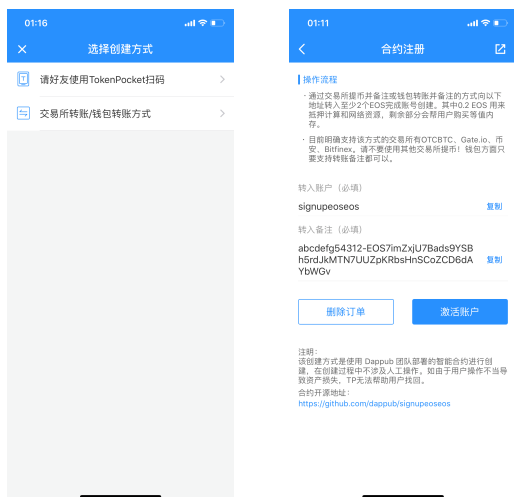 01:16
选择创建方式
请好友使用TokenPocket扫码
交易所转账/钱包转账方式
01:11
合约注册
操作流程
· 通过交易所提币并备注或钱包转账并备注的方式向以下
地址转入至少2个EOS完成账号创建。其中0.2 EOS 用来
抵押计算和网络资源，剩余部分会帮用户购买等值内
存。
· 目前明确支持该方式的交易所有OTCBTC、Gate.io、币
安、Bitfinex。请不要使用其他交易所提币！钱包方面只
要支持转账备注都可以。
转入账户（必填）
signupeoseos
复制
转入备注（必填）
abcdefg54312-EOS7imZxjU7Bads9YSB
h5rdJkMTN7UUZpKRbsHnSCoZCD6dA
YbWGv
复制
删除订单
激活账户
注明：
该创建方式是使用 Dappub 团队部署的智能合约进行创
建，在创建过程中不涉及人工操作。如由于用户操作不当导
致资产损失，TP无法帮助用户找回。
合约开源地址：
https://github.com/dappub/signupeoseos